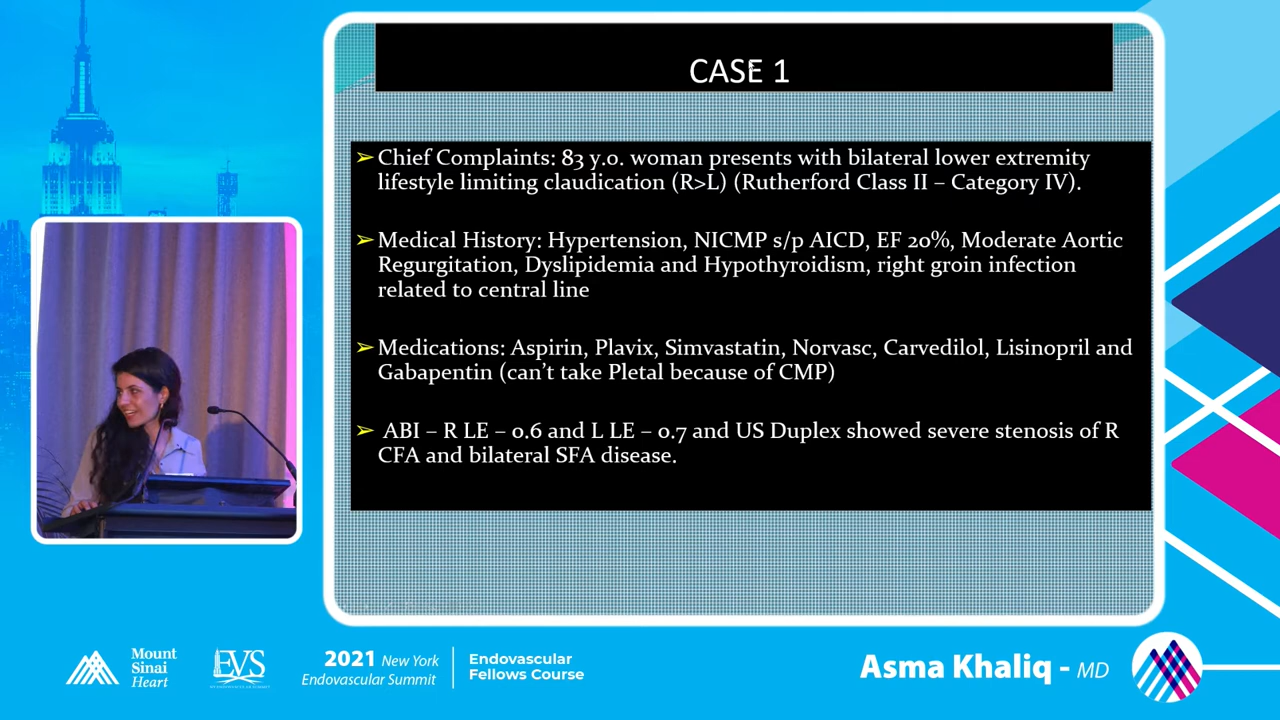 CASE 1
➢ Chief Complaints: 83 y.o. woman presents with bilateral lower extremity
lifestyle limiting claudication (R>L) (Rutherford Class II – Category IV).
➢ Medical History: Hypertension, NICMP s/p AICD, EF 20%, Moderate Aortic
Regurgitation, Dyslipidemia and Hypothyroidism, right groin infection
related to central line
➢ Medications: Aspirin, Plavix, Simvastatin, Norvasc, Carvedilol, Lisinopril and
Gabapentin (can't take Pletal because of CMP)
➢ ABI – R LE – 0.6 and L LE – 0.7 and US Duplex showed severe stenosis of R
CFA and bilateral SFA disease.
Mount
Sinai
Heart
EVS
2021 New York
Endovascular Summit
Endovascular
Fellows Course
Asma Khaliq - MD